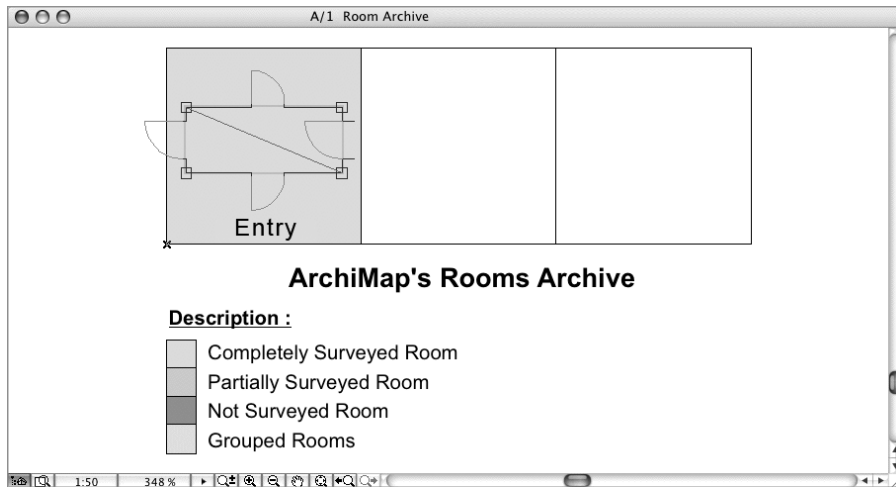 A/1 Room Archive
Entry
ArchiMap's Rooms Archive
Description :
Completely Surveyed Room
Partially Surveyed Room
Not Surveyed Room
Grouped Rooms
1:50 348 %